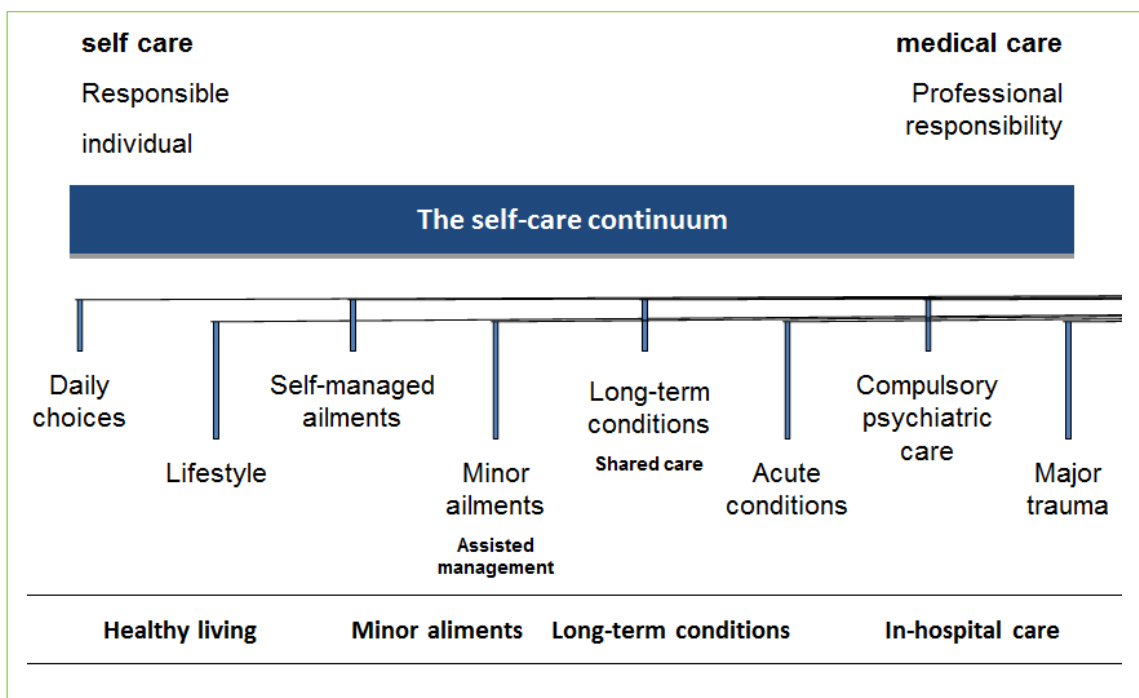 self care
medical care
Responsible
individual
Professional
responsibility
The self-care continuum
Daily
choices
Lifestyle
Self-managed
ailments
Minor
ailments
Assisted
management
Long-term
conditions
Shared care
Acute
conditions
Compulsory
psychiatric
care
Major
trauma
Healthy living
Minor aliments
Long-term conditions
In-hospital care